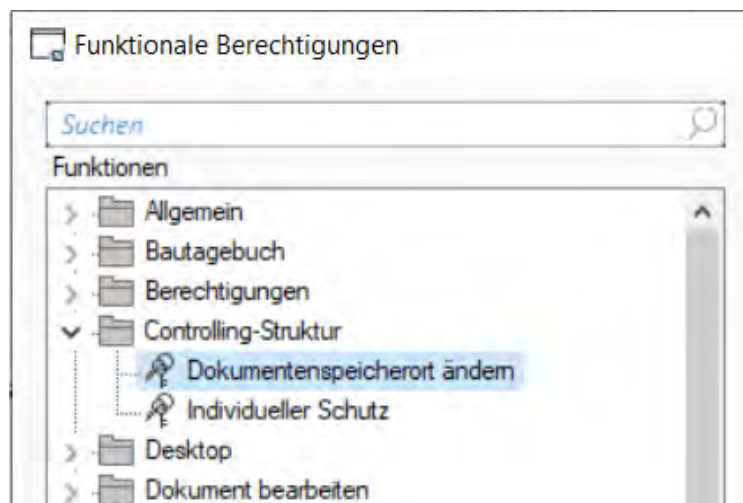 Funktionale Berechtigungen
Suchen
Funktionen
Allgemein
Bautagebuch
Berechtigungen
Controlling-Struktur
Dokumentenspeicherort ändern
Individueller Schutz
Desktop
Dokument bearbeiten